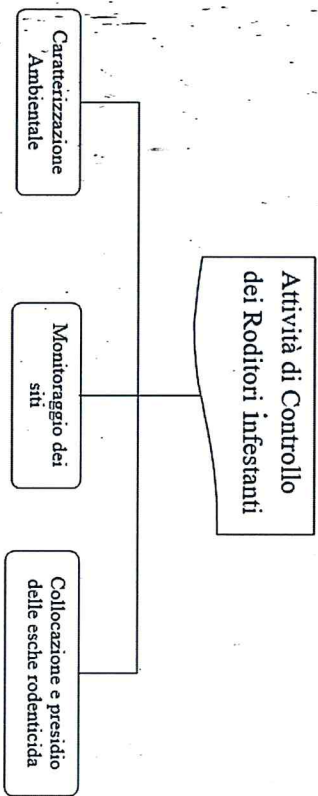 Attività di Controllo
dei Roditori infestanti
Caratterizzazione
Ambientale
Monitoraggio dei
siti
Collocazione e presidio
delle esche rodenticida